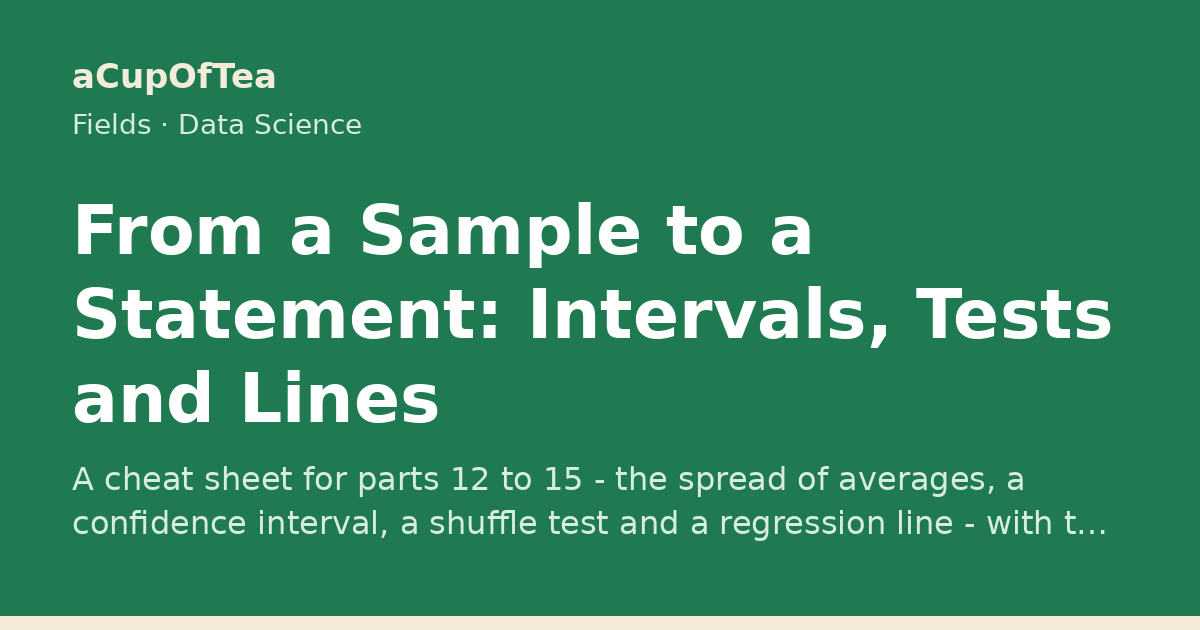 aCupOfTea
Fields · Data Science
From a Sample to a
Statement: Intervals, Tests
and Lines
A cheat sheet for parts 12 to 15 - the spread of averages, a
confidence interval, a shuffle test and a regression line - with t…